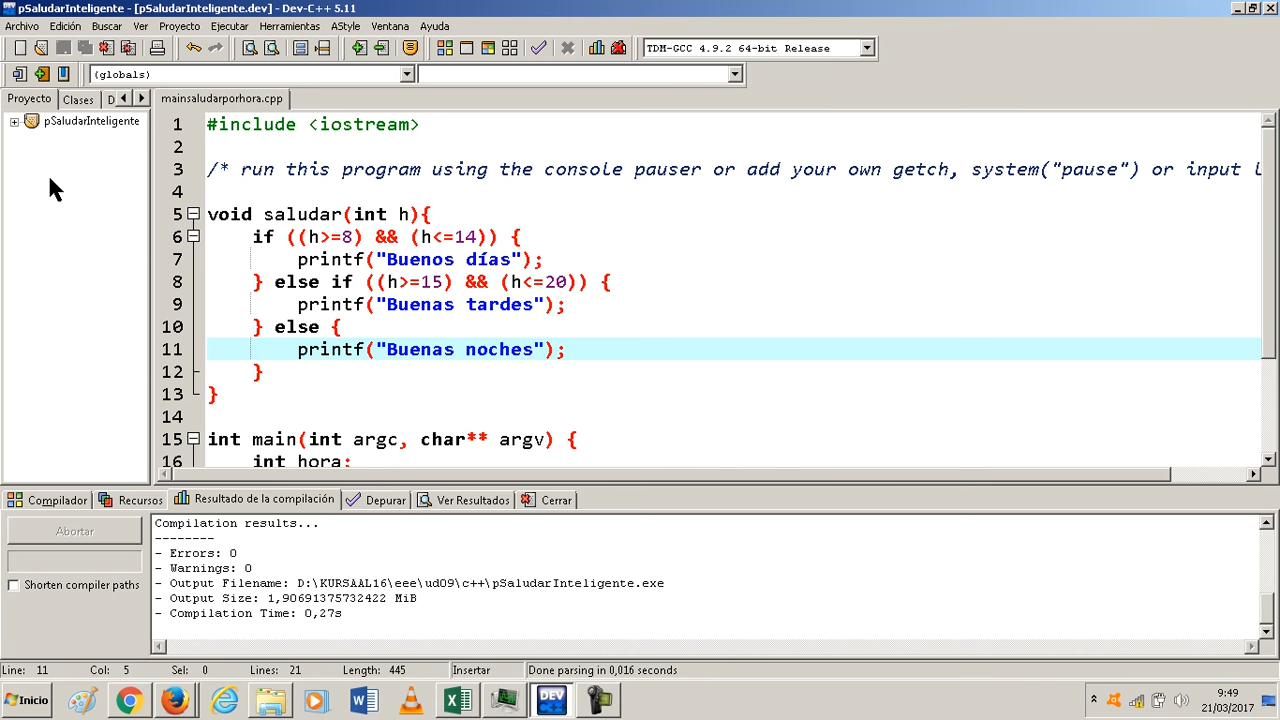 pSaludarInteligente - [pSaludarInteligente.dev] - Dev-C++ 5.11
Archivo Edición Buscar Ver Proyecto Ejecutar Herramientas AStyle Ventana Ayuda
TDM-GCC 4.9.2 64-bit Release
(globals)
Proyecto Clases D mainsaludarporhora.cpp
pSaludarInteligente
1 #include <iostream>
2
3 /* run this program using the console pauser or add your own getch, system("pause") or input l
4
5 void saludar(int h){
6 if ((h>=8) && (h<=14)) {
7 printf("Buenos días");
8 } else if ((h>=15) && (h<=20)) {
9 printf("Buenas tardes");
10 } else {
11 printf("Buenas noches");
12 }
13 }
14
15 int main(int argc, char** argv) {
16 int hora;
Compilador Recursos Resultado de la compilación Depurar Ver Resultados Cerrar
Abortar
Shorten compiler paths
Compilation results...
--------
- Errors: 0
- Warnings: 0
- Output Filename: D:\KURSAAL16\eee\ud09\c++\pSaludarInteligente.exe
- Output Size: 1,90691375732422 MiB
- Compilation Time: 0,27s
Line: 11 Col: 5 Sel: 0 Lines: 21 Length: 445 Insertar Done parsing in 0,016 seconds
Inicio
DEV
9:49
21/03/2017